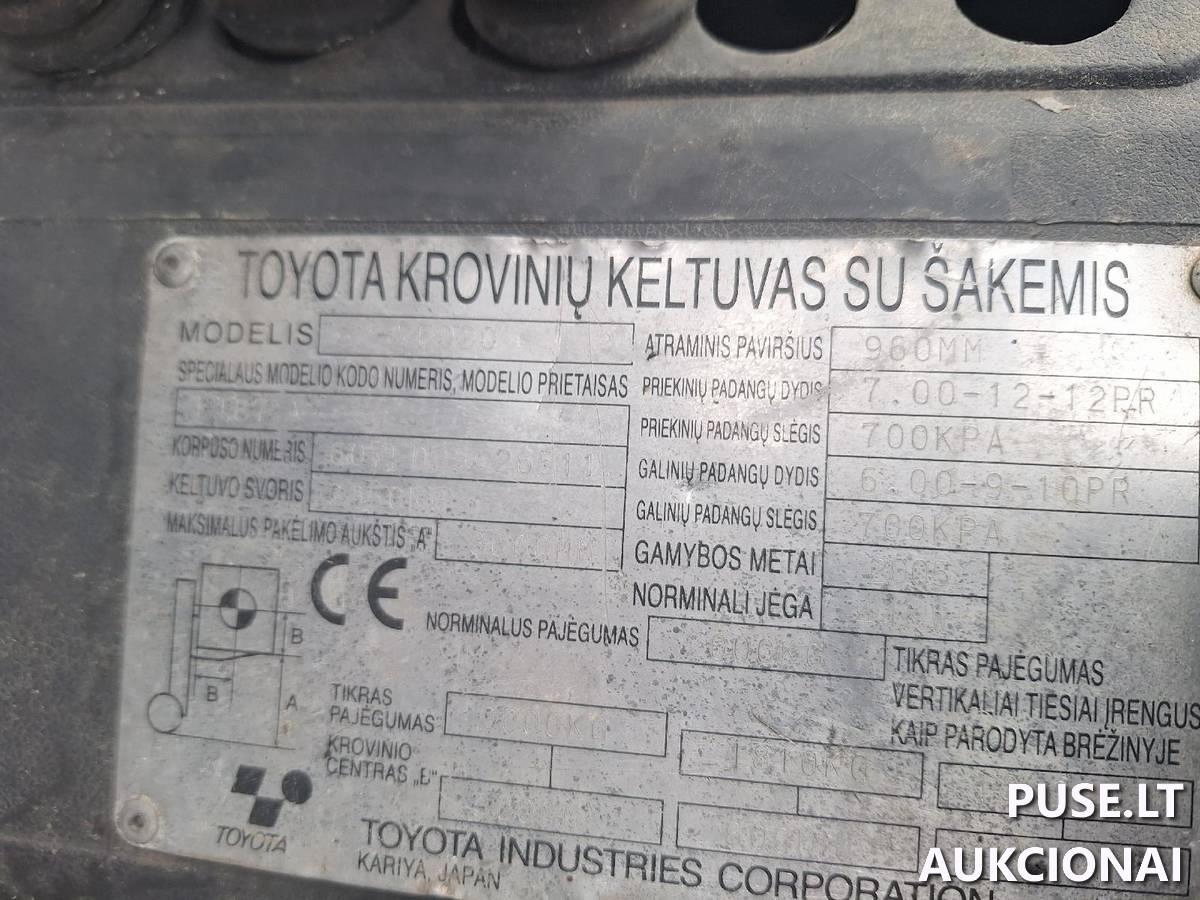 TOYOTA KROVINIŲ KELTUVAS SU ŠAKEMIS
MODELIS
SPECIALAUS MODELIO KODO NUMERIS, MODELIO PRIETAISAS
KORPUSO NUMERIS
KELTUVO SVORIS
MAKSIMALUS PAKĖLIMO AUKŠTIS „A“
ATRAMINIS PAVIRŠIUS 960MM
PRIEKINIŲ PADANGŲ DYDIS 7.00-12-12PR
PRIEKINIŲ PADANGŲ SLĖGIS 700KPA
GALINIŲ PADANGŲ DYDIS 6.00-9-10PR
GALINIŲ PADANGŲ SLĖGIS 700KPA
GAMYBOS METAI
NORMINALI JĖGA
CE
NORMINALUS PAJĖGUMAS
B
B
A
TIKRAS PAJĖGUMAS
VERTIKALIAI TIESIAI ĮRENGUS
KAIP PARODYTA BRĖŽINYJE
TIKRAS
PAJĖGUMAS
KROVINIO
CENTRAS „B“
TOYOTA
TOYOTA INDUSTRIES CORPORATION
KARIYA, JAPAN
PUSE.LT
AUKCIONAI